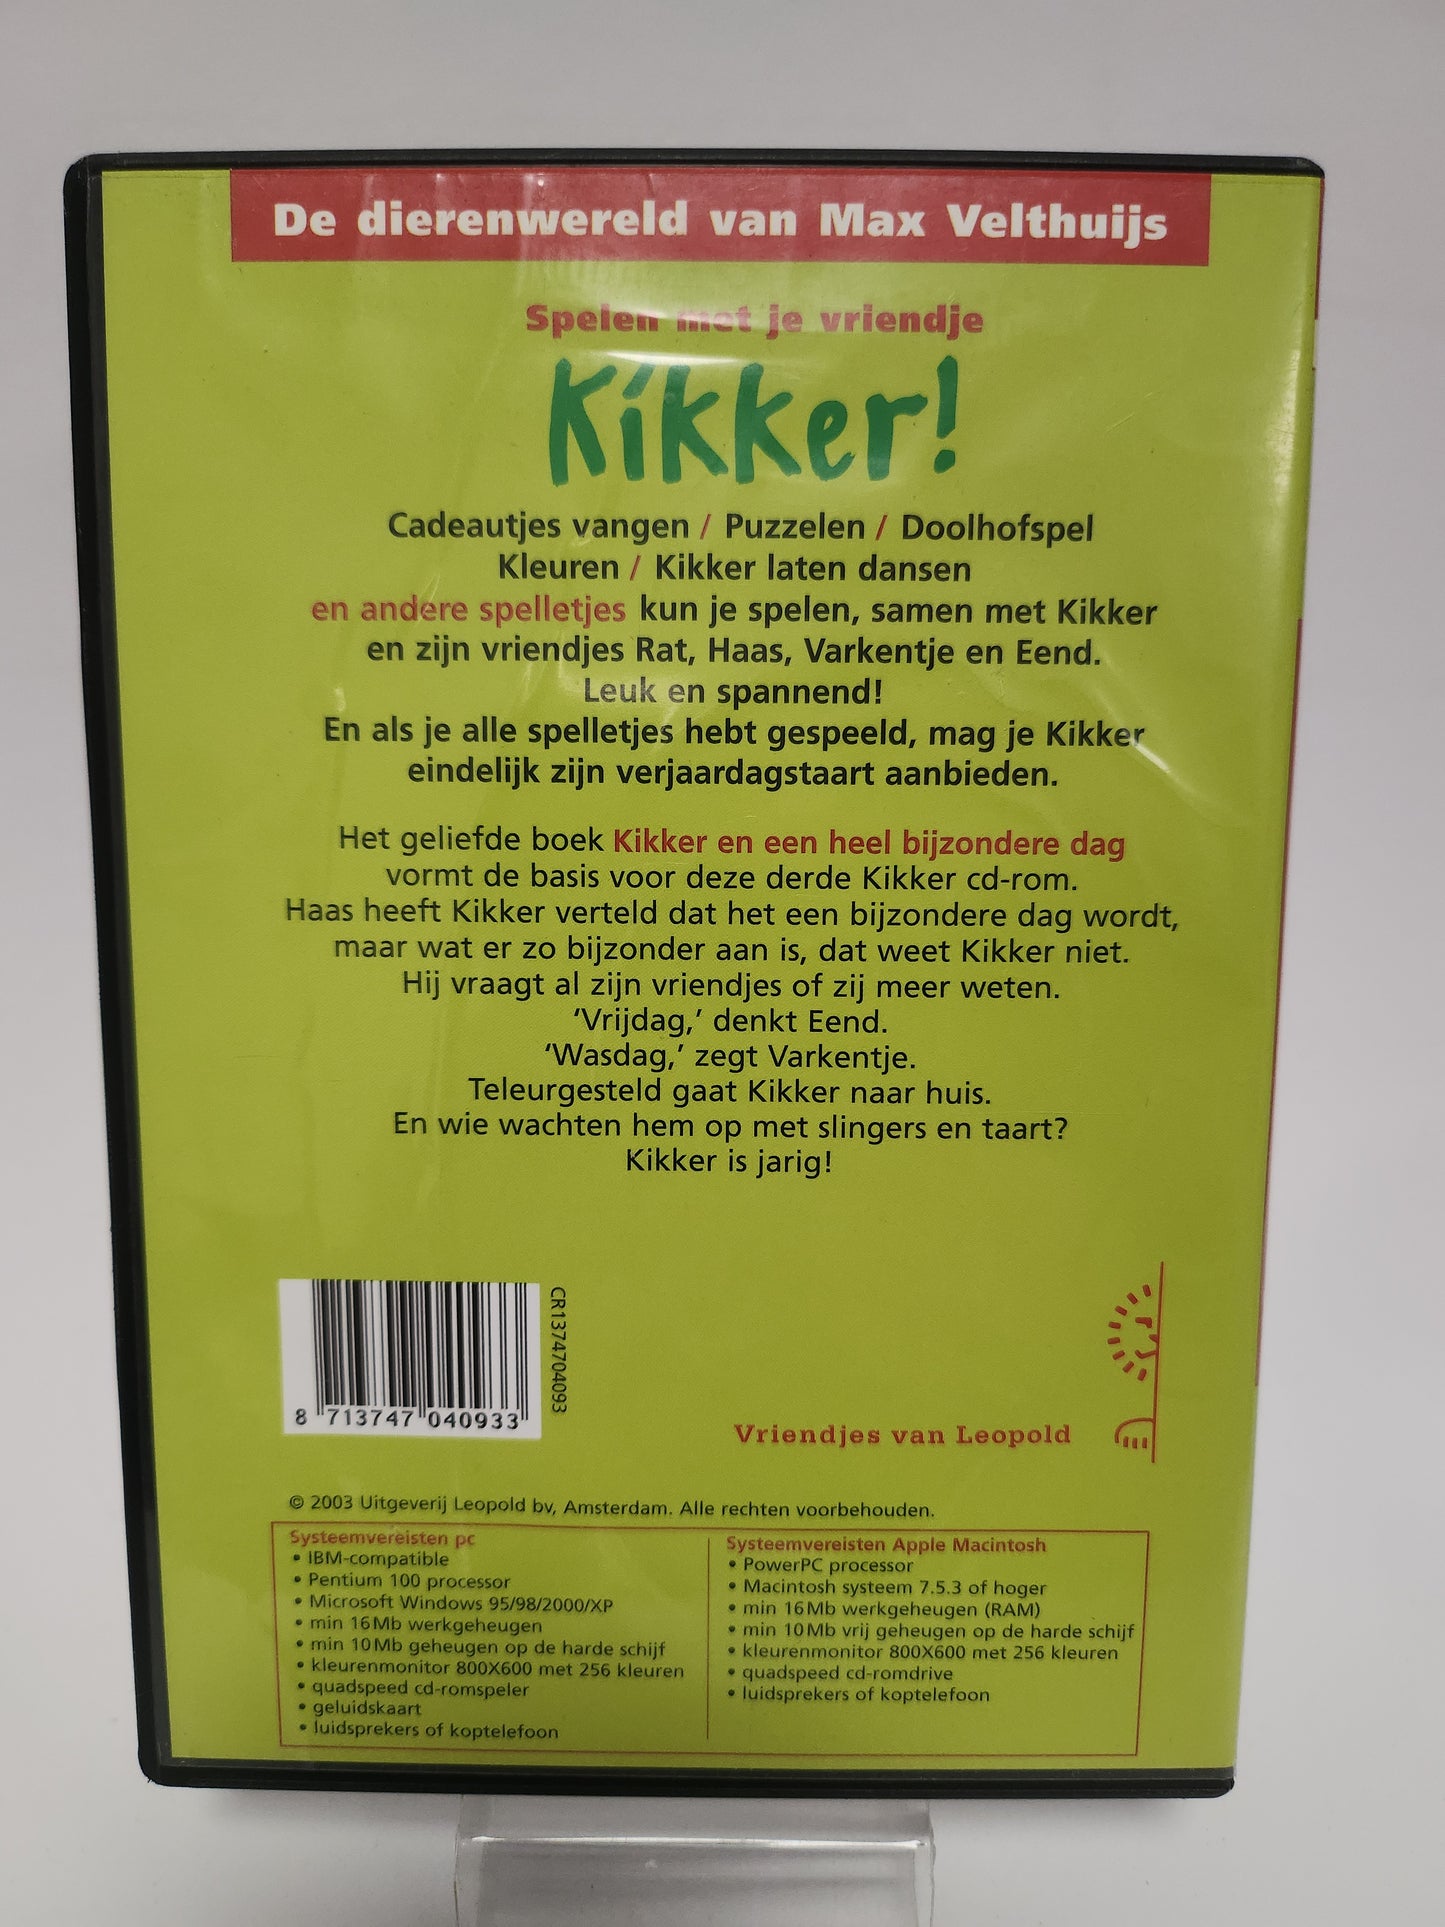 De dierenwereld van Max Velthuijs
Spelen met je vriendje
Kikker!
Cadeautjes vangen / Puzzelen / Doolhofspel
Kleuren / Kikker laten dansen
en andere spelletjes kun je spelen, samen met Kikker
en zijn vriendjes Rat, Haas, Varkentje en Eend.
Leuk en spannend!
En als je alle spelletjes hebt gespeeld, mag je Kikker
eindelijk zijn verjaardagstaart aanbieden.
Het geliefde boek Kikker en een heel bijzondere dag
vormt de basis voor deze derde Kikker cd-rom.
Haas heeft Kikker verteld dat het een bijzondere dag wordt,
maar wat er zo bijzonder aan is, dat weet Kikker niet.
Hij vraagt al zijn vriendjes of zij meer weten.
‘Vrijdag,’ denkt Eend.
‘Wasdag,’ zegt Varkentje.
Teleurgesteld gaat Kikker naar huis.
En wie wachten hem op met slingers en taart?
Kikker is jarig!
8 713747 040933
CR1374704093
Vriendjes van Leopold
© 2003 Uitgeverij Leopold bv, Amsterdam. Alle rechten voorbehouden.
Systeemvereisten pc
• IBM-compatible
• Pentium 100 processor
• Microsoft Windows 95/98/2000/XP
• min 16Mb werkgeheugen
• min 10Mb geheugen op de harde schijf
• kleurenmonitor 800X600 met 256 kleuren
• quadspeed cd-romspeler
• geluidskaart
• luidsprekers of koptelefoon
Systeemvereisten Apple Macintosh
• PowerPC processor
• Macintosh systeem 7.5.3 of hoger
• min 16Mb werkgeheugen (RAM)
• min 10Mb vrij geheugen op de harde schijf
• kleurenmonitor 800X600 met 256 kleuren
• quadspeed cd-romdrive
• luidsprekers of koptelefoon